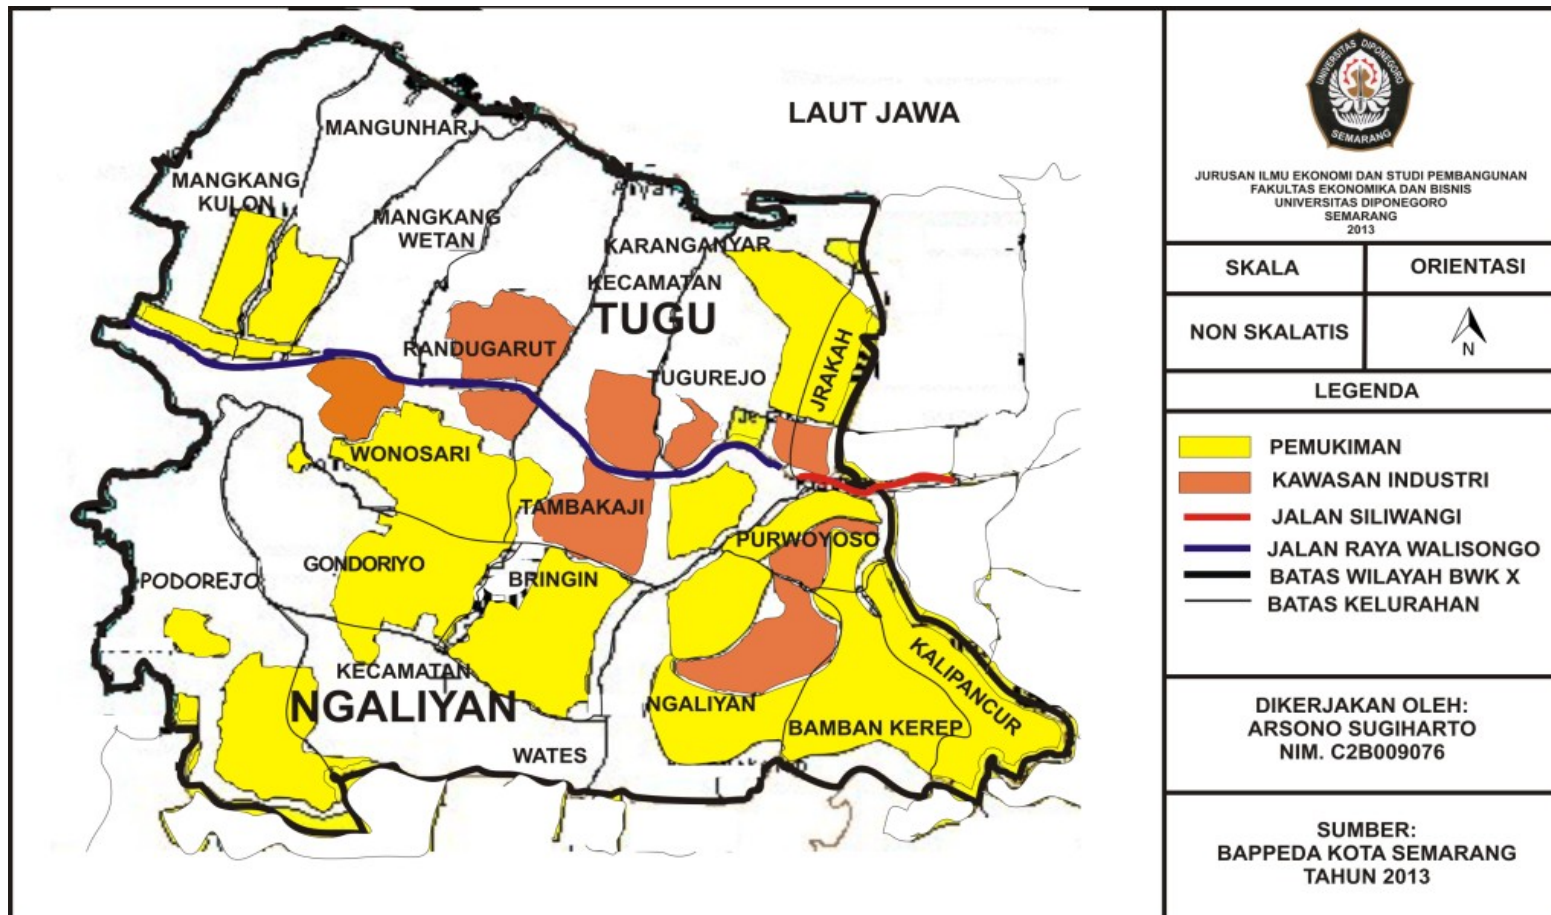 LAUT JAWA
MANGUNHARJ
MANGKANG
KULON
MANGKANG
WETAN
KARANGANYAR
KECAMATAN
TUGU
RANDUGARUT
TUGUREJO
JRAKAH
WONOSARI
TAMBAKAJI
PURWOYOSO
GONDORIYO
BRINGIN
PODOREJO
KECAMATAN
NGALIYAN
NGALIYAN
KALIPANCUR
BAMBAN KEREP
WATES
UNIVERSITAS DIPONEGORO
SEMARANG
JURUSAN ILMU EKONOMI DAN STUDI PEMBANGUNAN
FAKULTAS EKONOMIKA DAN BISNIS
UNIVERSITAS DIPONEGORO
SEMARANG
2013
SKALA
ORIENTASI
NON SKALATIS
N
LEGENDA
PEMUKIMAN
KAWASAN INDUSTRI
JALAN SILIWANGI
JALAN RAYA WALISONGO
BATAS WILAYAH BWK X
BATAS KELURAHAN
DIKERJAKAN OLEH:
ARSONO SUGIHARTO
NIM. C2B009076
SUMBER:
BAPPEDA KOTA SEMARANG
TAHUN 2013